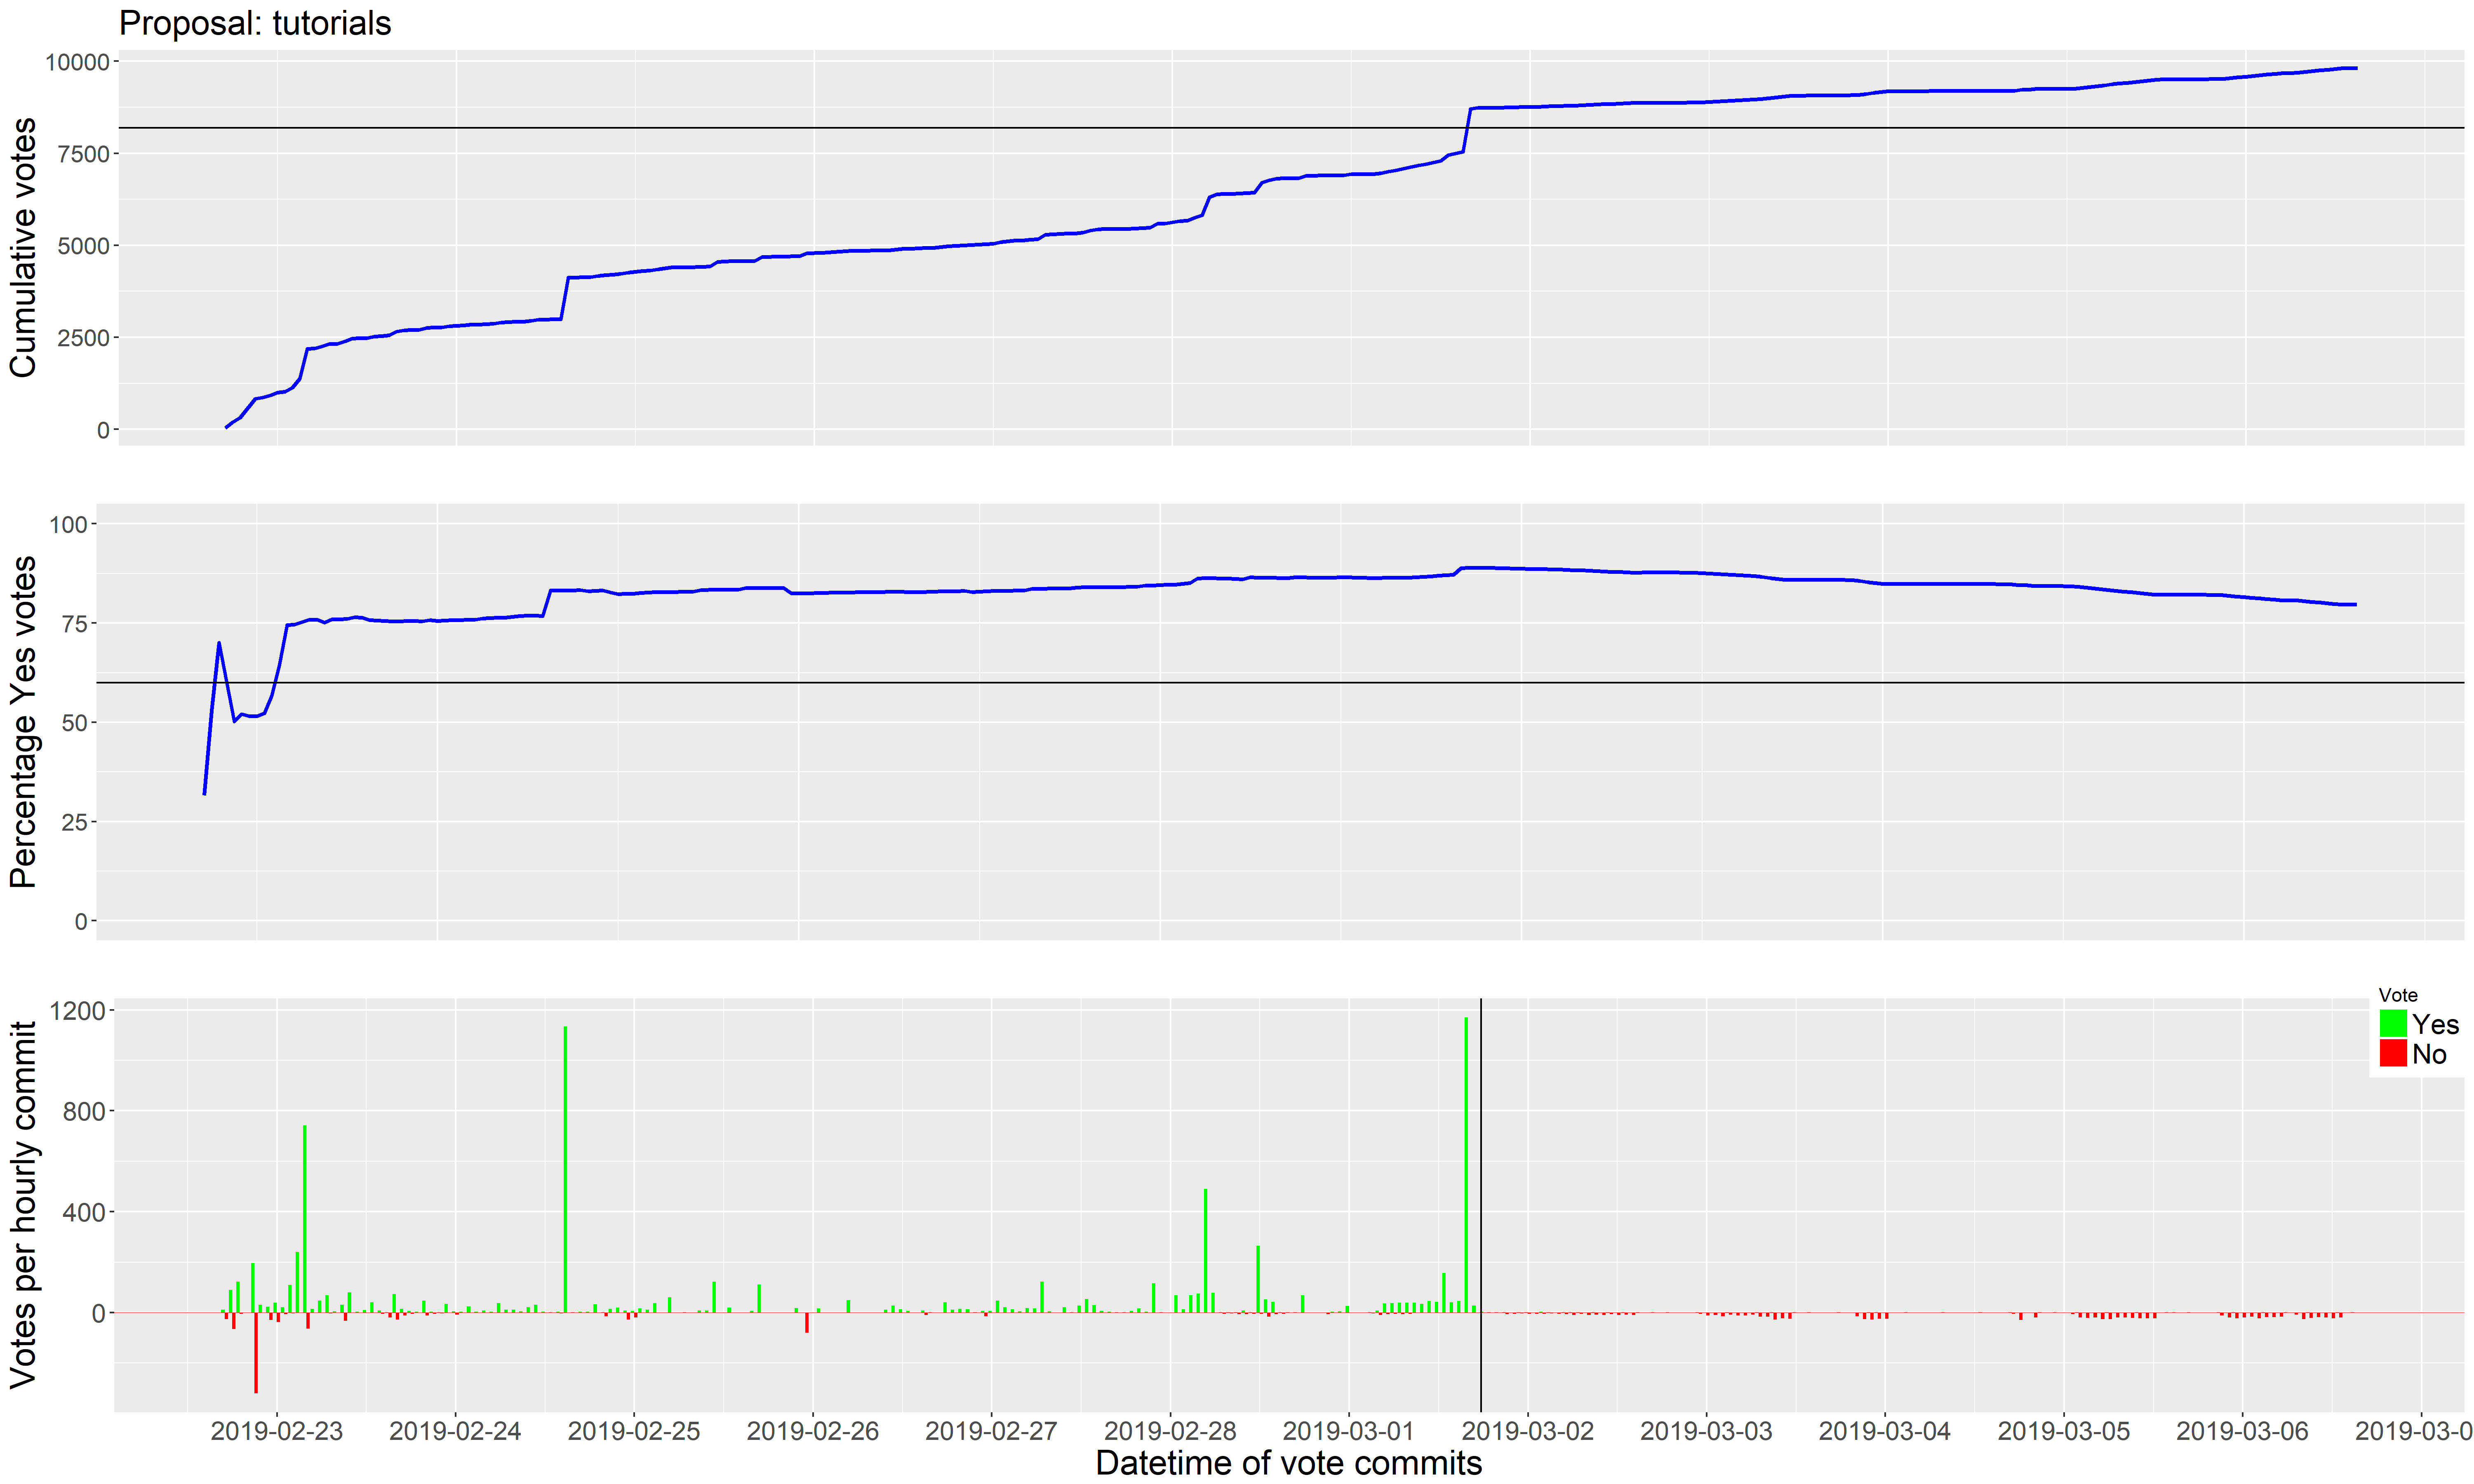 Proposal: tutorials
Cumulative votes
10000
7500
5000
2500
0
Percentage Yes votes
100
75
50
25
0
Votes per hourly commit
1200
800
400
0
Vote
Yes
No
2019-02-23 2019-02-24 2019-02-25 2019-02-26 2019-02-27 2019-02-28 2019-03-01 2019-03-02 2019-03-03 2019-03-04 2019-03-05 2019-03-06 2019-03-0
Datetime of vote commits